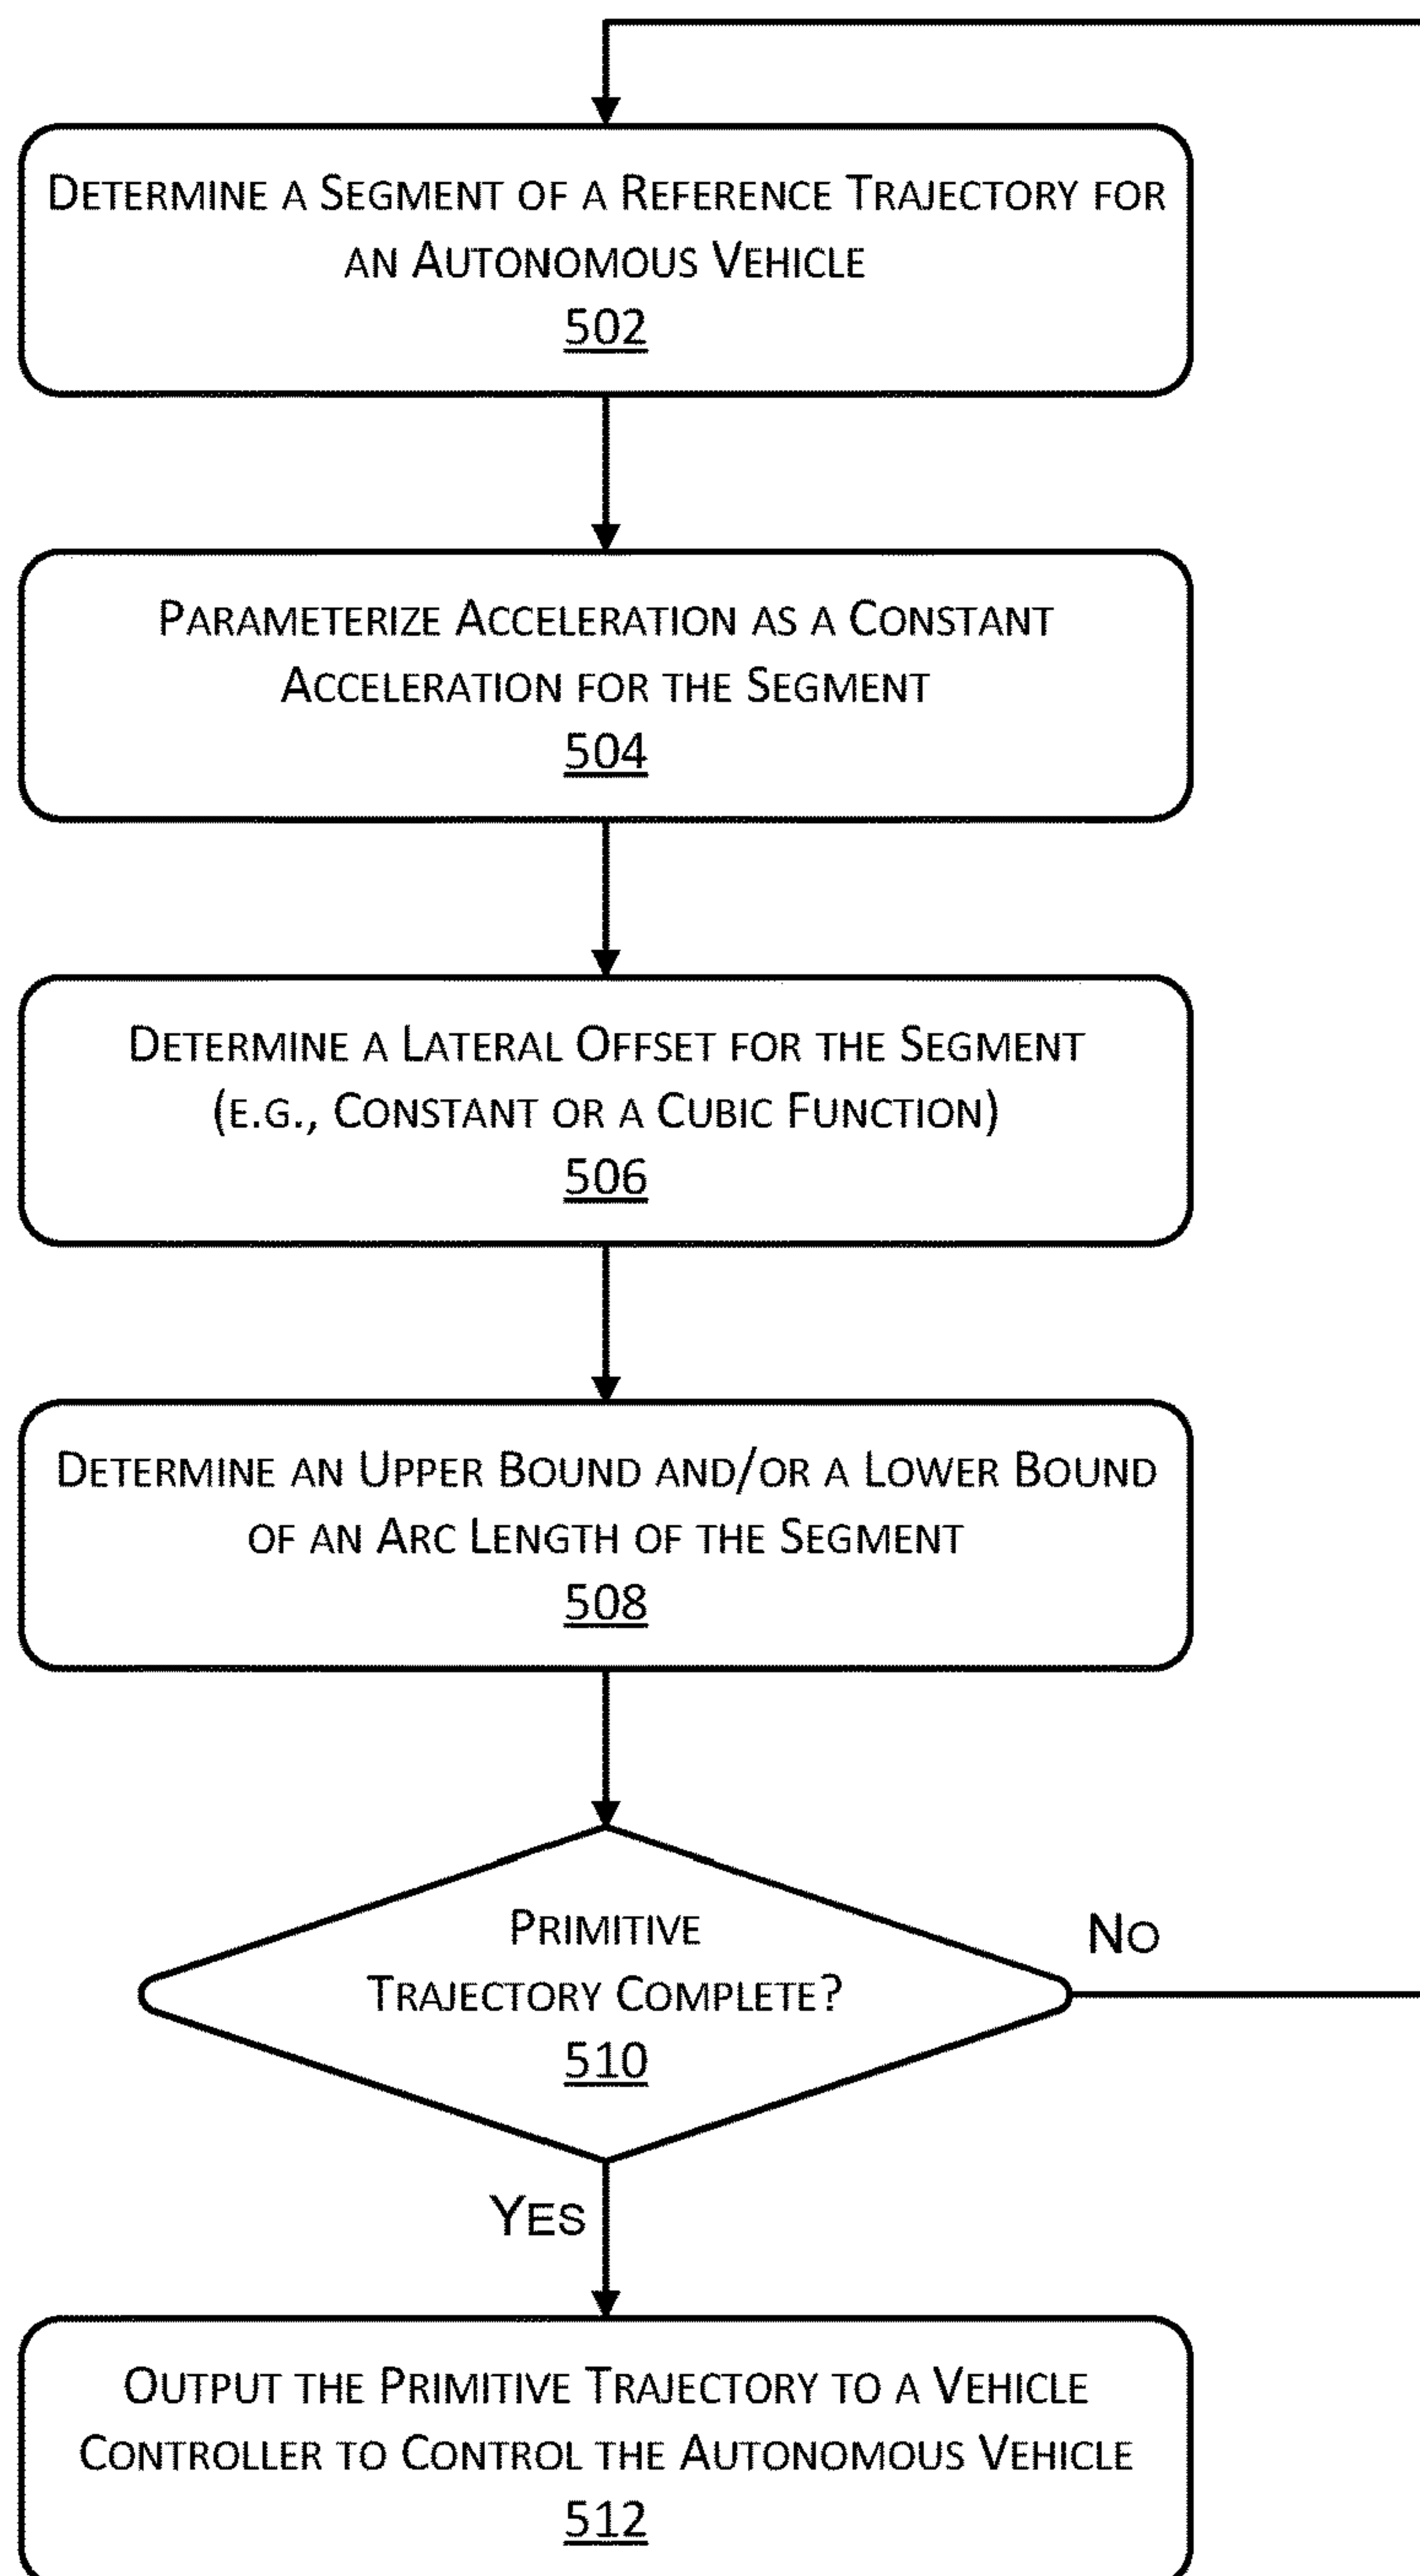 DETERMINE A SEGMENT OF A REFERENCE TRAJECTORY FOR
AN AUTONOMOUS VEHICLE
502
PARAMETERIZE ACCELERATION AS A CONSTANT
ACCELERATION FOR THE SEGMENT
504
DETERMINE A LATERAL OFFSET FOR THE SEGMENT
(E.G., CONSTANT OR A CUBIC FUNCTION)
506
DETERMINE AN UPPER BOUND AND/OR A LOWER BOUND
OF AN ARC LENGTH OF THE SEGMENT
508
PRIMITIVE
TRAJECTORY COMPLETE?
510
NO
YES
OUTPUT THE PRIMITIVE TRAJECTORY TO A VEHICLE
CONTROLLER TO CONTROL THE AUTONOMOUS VEHICLE
512